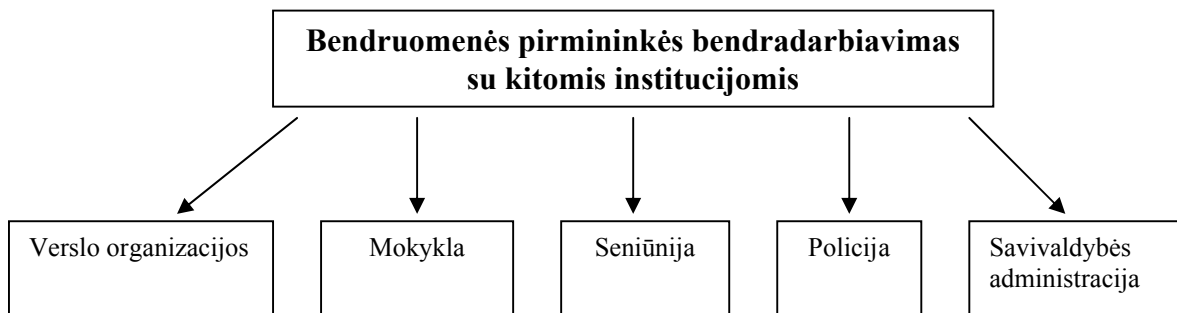 Bendruomenės pirmininkės bendradarbiavimas
su kitomis institucijomis
Verslo organizacijos
Mokykla
Seniūnija
Policija
Savivaldybės
administracija